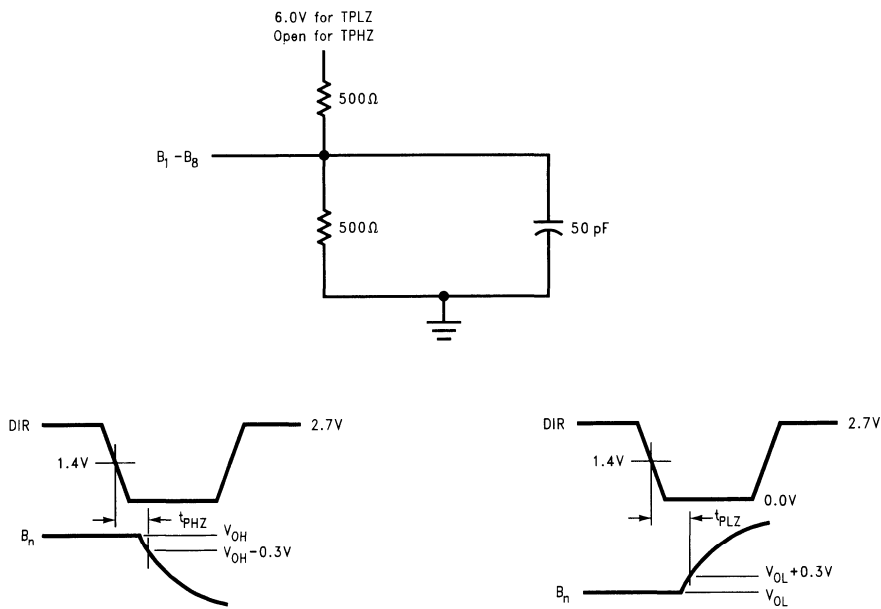 6.0V for TPLZ
Open for TPHZ
500Ω
B₁ –B₈
500Ω
50 pF
DIR
2.7V
1.4V
tPHZ
Bₙ
VOH
VOH–0.3V
DIR
2.7V
1.4V
0.0V
tPLZ
VOL+0.3V
Bₙ
VOL